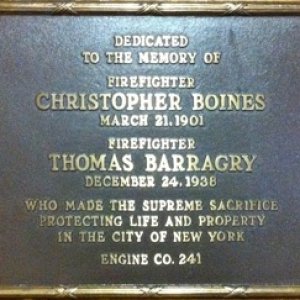 DEDICATED
TO THE MEMORY OF
FIREFIGHTER
CHRISTOPHER BOINES
MARCH 21, 1901
FIREFIGHTER
THOMAS BARRAGRY
DECEMBER 24, 1938
WHO MADE THE SUPREME SACRIFICE
PROTECTING LIFE AND PROPERTY
IN THE CITY OF NEW YORK
ENGINE CO. 241